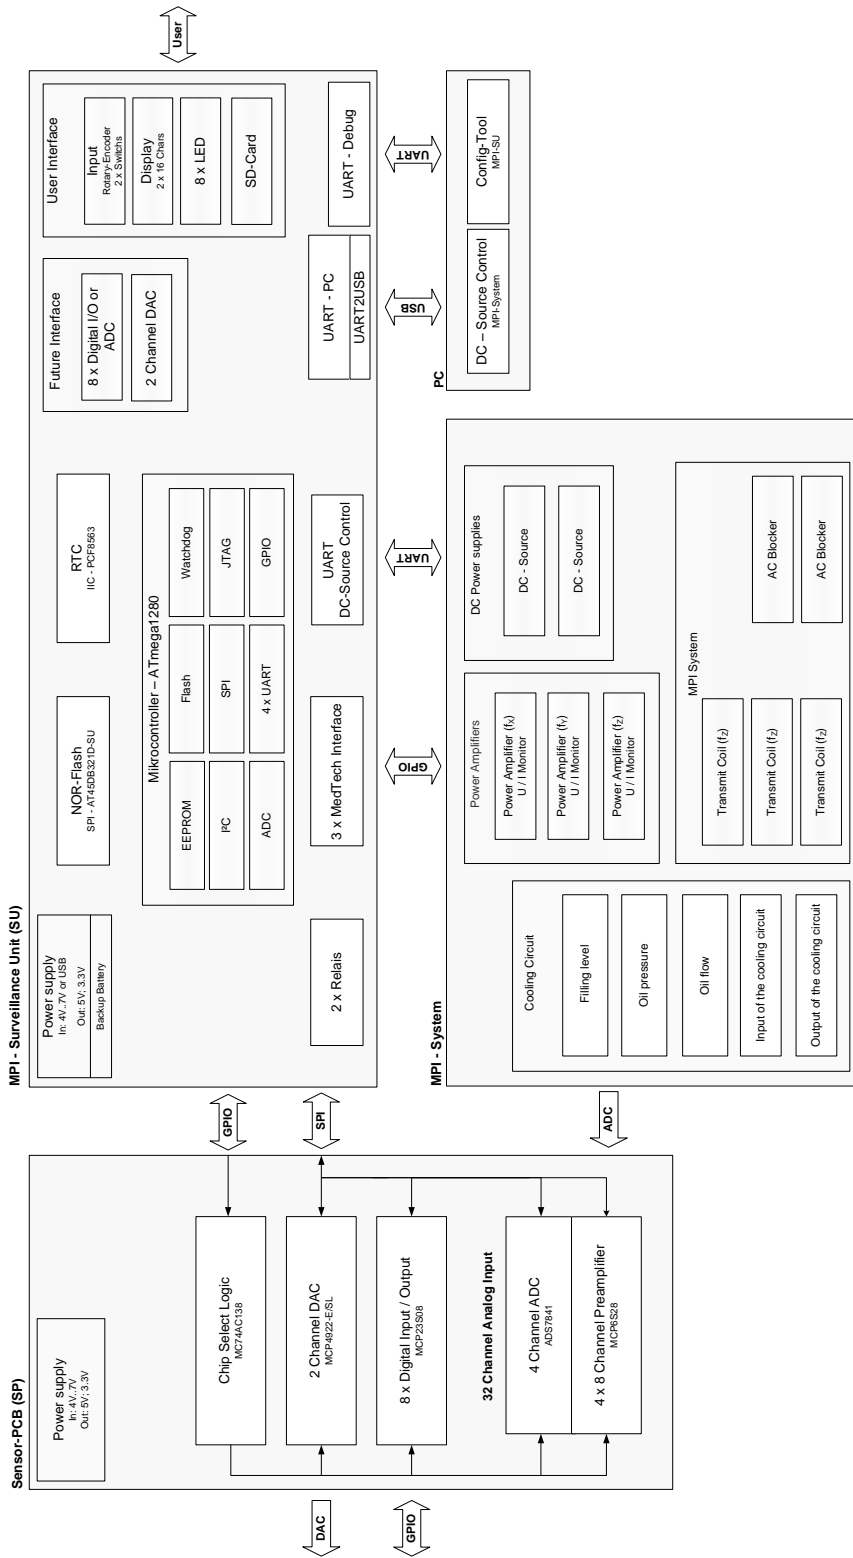 Sensor-PCB (SP)
Power supply
In: 4V..7V
Out: 5V; 3.3V
Chip Select Logic
MC74AC138
2 Channel DAC
MCP4922-E/SL
8 x Digital Input / Output
MCP23S08
32 Channel Analog Input
4 Channel ADC
ADS7841
4 x 8 Channel Preamplifier
MCP6S28
DAC
GPIO
GPIO
SPI
ADC
MPI - Surveillance Unit (SU)
Power supply
In: 4V..7V or USB
Out: 5V; 3.3V
Backup Battery
NOR-Flash
SPI - AT45DB321D-SU
RTC
IIC - PCF8563
Mikrocontroller – ATmega1280
EEPROM
Flash
Watchdog
I²C
SPI
JTAG
ADC
4 x UART
GPIO
2 x Relais
3 x MedTech Interface
UART
DC-Source Control
Future Interface
8 x Digital I/O or
ADC
2 Channel DAC
User Interface
Input
Rotary-Encoder
2 x Switchs
Display
2 x 16 Chars
8 x LED
SD-Card
UART - PC
UART2USB
UART - Debug
User
GPIO
UART
USB
UART
MPI - System
Cooling Circuit
Filling level
Oil pressure
Oil flow
Input of the cooling circuit
Output of the cooling circuit
Power Amplifiers
Power Amplifier (fX)
U / I Monitor
Power Amplifier (fY)
U / I Monitor
Power Amplifier (fZ)
U / I Monitor
DC Power supplies
DC - Source
DC - Source
MPI System
Transmit Coil (fZ)
Transmit Coil (fZ)
Transmit Coil (fZ)
AC Blocker
AC Blocker
PC
DC – Source Control
MPI-System
Config-Tool
MPI-SU